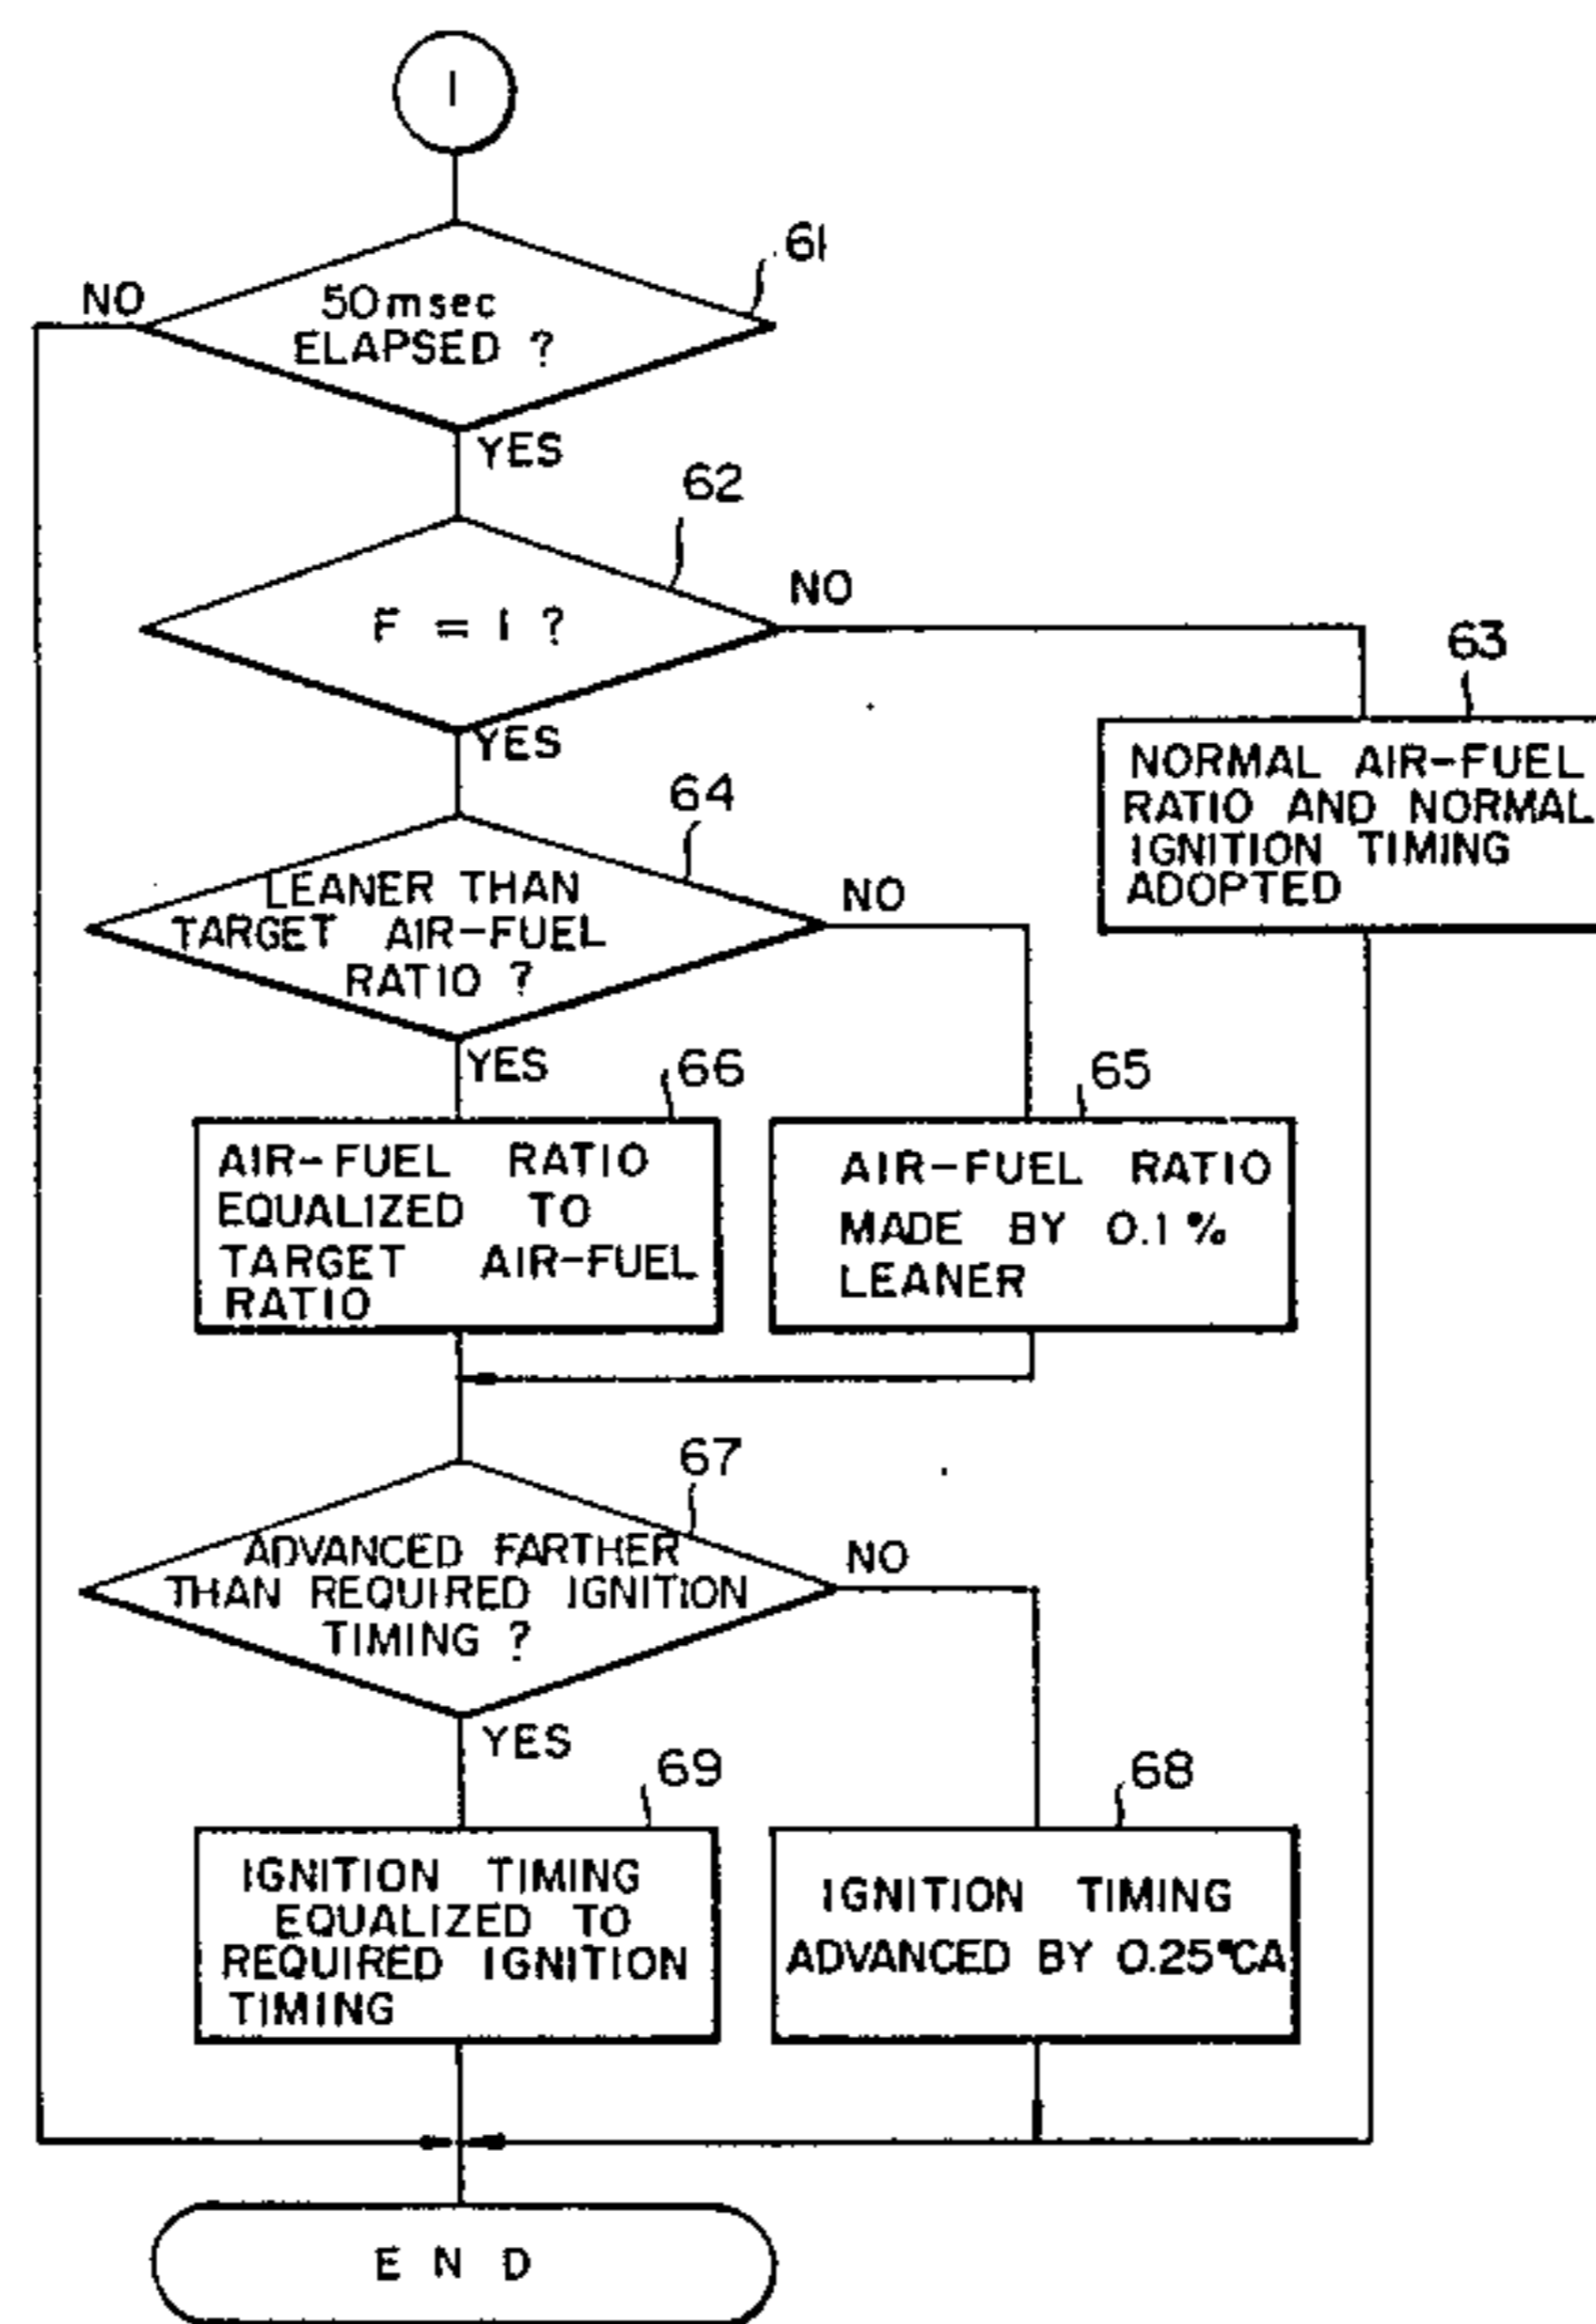 1
61
NO
50msec
ELAPSED ?
YES
62
F = 1 ?
NO
63
YES
NORMAL AIR-FUEL
RATIO AND NORMAL
IGNITION TIMING
ADOPTED
64
LEANER THAN
TARGET AIR-FUEL
RATIO ?
NO
YES
66
65
AIR-FUEL RATIO
EQUALIZED TO
TARGET AIR-FUEL
RATIO
AIR-FUEL RATIO
MADE BY 0.1%
LEANER
67
ADVANCED FARTHER
THAN REQUIRED IGNITION
TIMING ?
NO
YES
69
68
IGNITION TIMING
EQUALIZED TO
REQUIRED IGNITION
TIMING
IGNITION TIMING
ADVANCED BY 0.25°CA
END